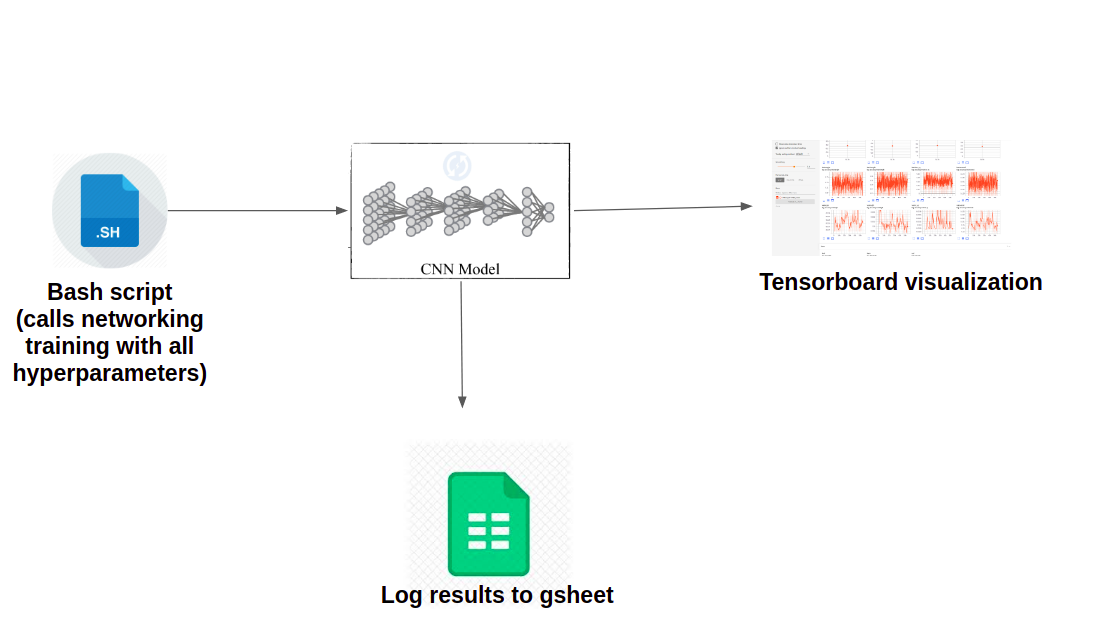 .SH
Bash script
(calls networking
training with all
hyperparameters)
CNN Model
Tensorboard visualization
Log results to gsheet